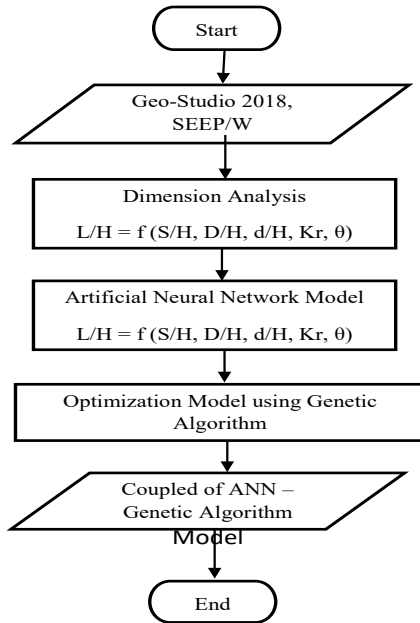 Start
Geo-Studio 2018,
SEEP/W
Dimension Analysis
L/H = f (S/H, D/H, d/H, Kr, θ)
Artificial Neural Network Model
L/H = f (S/H, D/H, d/H, Kr, θ)
Optimization Model using Genetic
Algorithm
Coupled of ANN –
Genetic Algorithm
Model
End